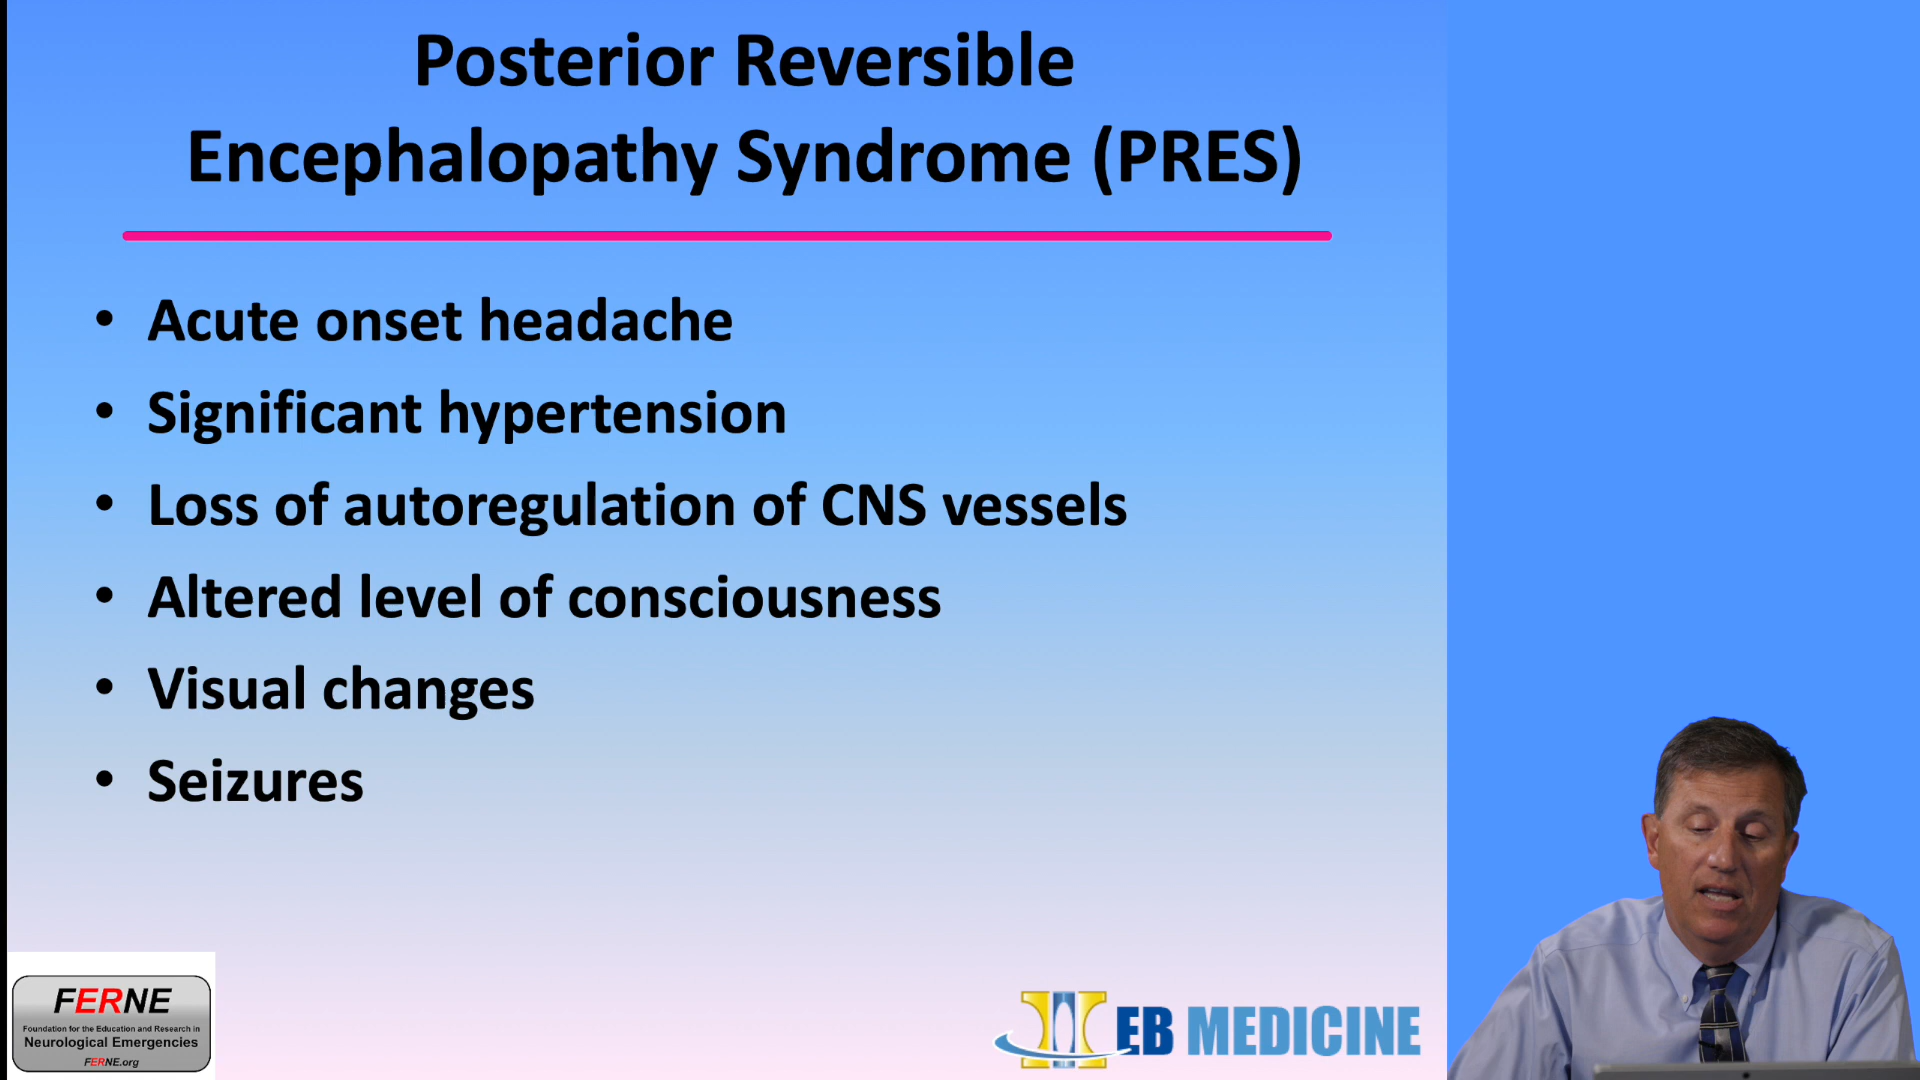 Posterior Reversible
Encephalopathy Syndrome (PRES)
• Acute onset headache
• Significant hypertension
• Loss of autoregulation of CNS vessels
• Altered level of consciousness
• Visual changes
• Seizures
FERNE
Foundation for the Education and Research in
Neurological Emergencies
FERNE.org
EB MEDICINE